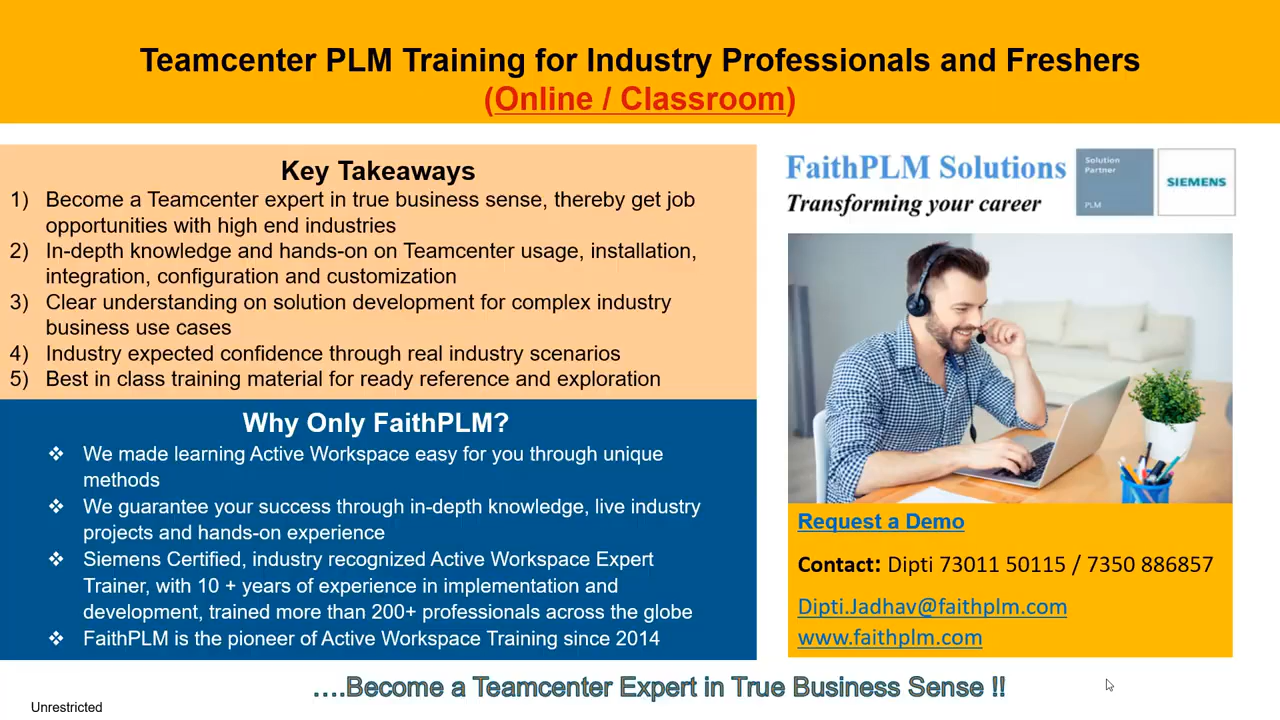 Teamcenter PLM Training for Industry Professionals and Freshers
(Online / Classroom)
Key Takeaways
1) Become a Teamcenter expert in true business sense, thereby get job
opportunities with high end industries
2) In-depth knowledge and hands-on on Teamcenter usage, installation,
integration, configuration and customization
3) Clear understanding on solution development for complex industry
business use cases
4) Industry expected confidence through real industry scenarios
5) Best in class training material for ready reference and exploration
Why Only FaithPLM?
❖ We made learning Active Workspace easy for you through unique
methods
❖ We guarantee your success through in-depth knowledge, live industry
projects and hands-on experience
❖ Siemens Certified, industry recognized Active Workspace Expert
Trainer, with 10 + years of experience in implementation and
development, trained more than 200+ professionals across the globe
❖ FaithPLM is the pioneer of Active Workspace Training since 2014
FaithPLM Solutions
Transforming your career
Solution
Partner
PLM
SIEMENS
Request a Demo
Contact: Dipti 73011 50115 / 7350 886857
Dipti.Jadhav@faithplm.com
www.faithplm.com
....Become a Teamcenter Expert in True Business Sense !!
Unrestricted